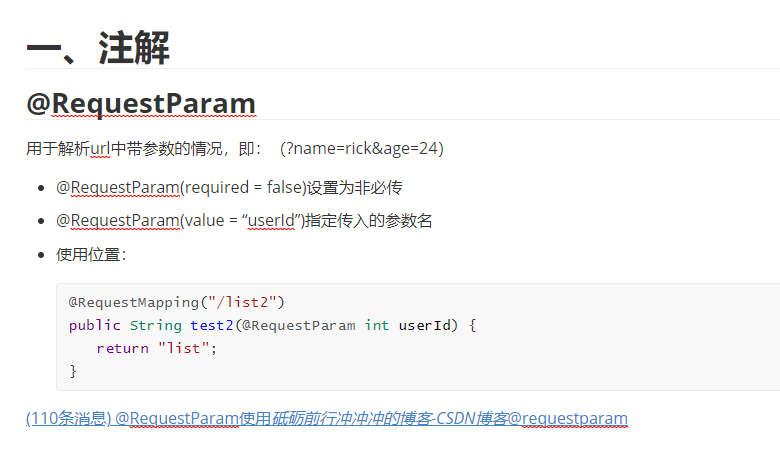 一、注解
@RequestParam
用于解析url中带参数的情况，即：（?name=rick&age=24）
@RequestParam(required = false)设置为非必传
@RequestParam(value = “userId”)指定传入的参数名
使用位置：
@RequestMapping("/list2")
public String test2(@RequestParam int userId) {
return "list";
}
(110条消息) @RequestParam使用砥砺前行冲冲冲的博客-CSDN博客@requestparam